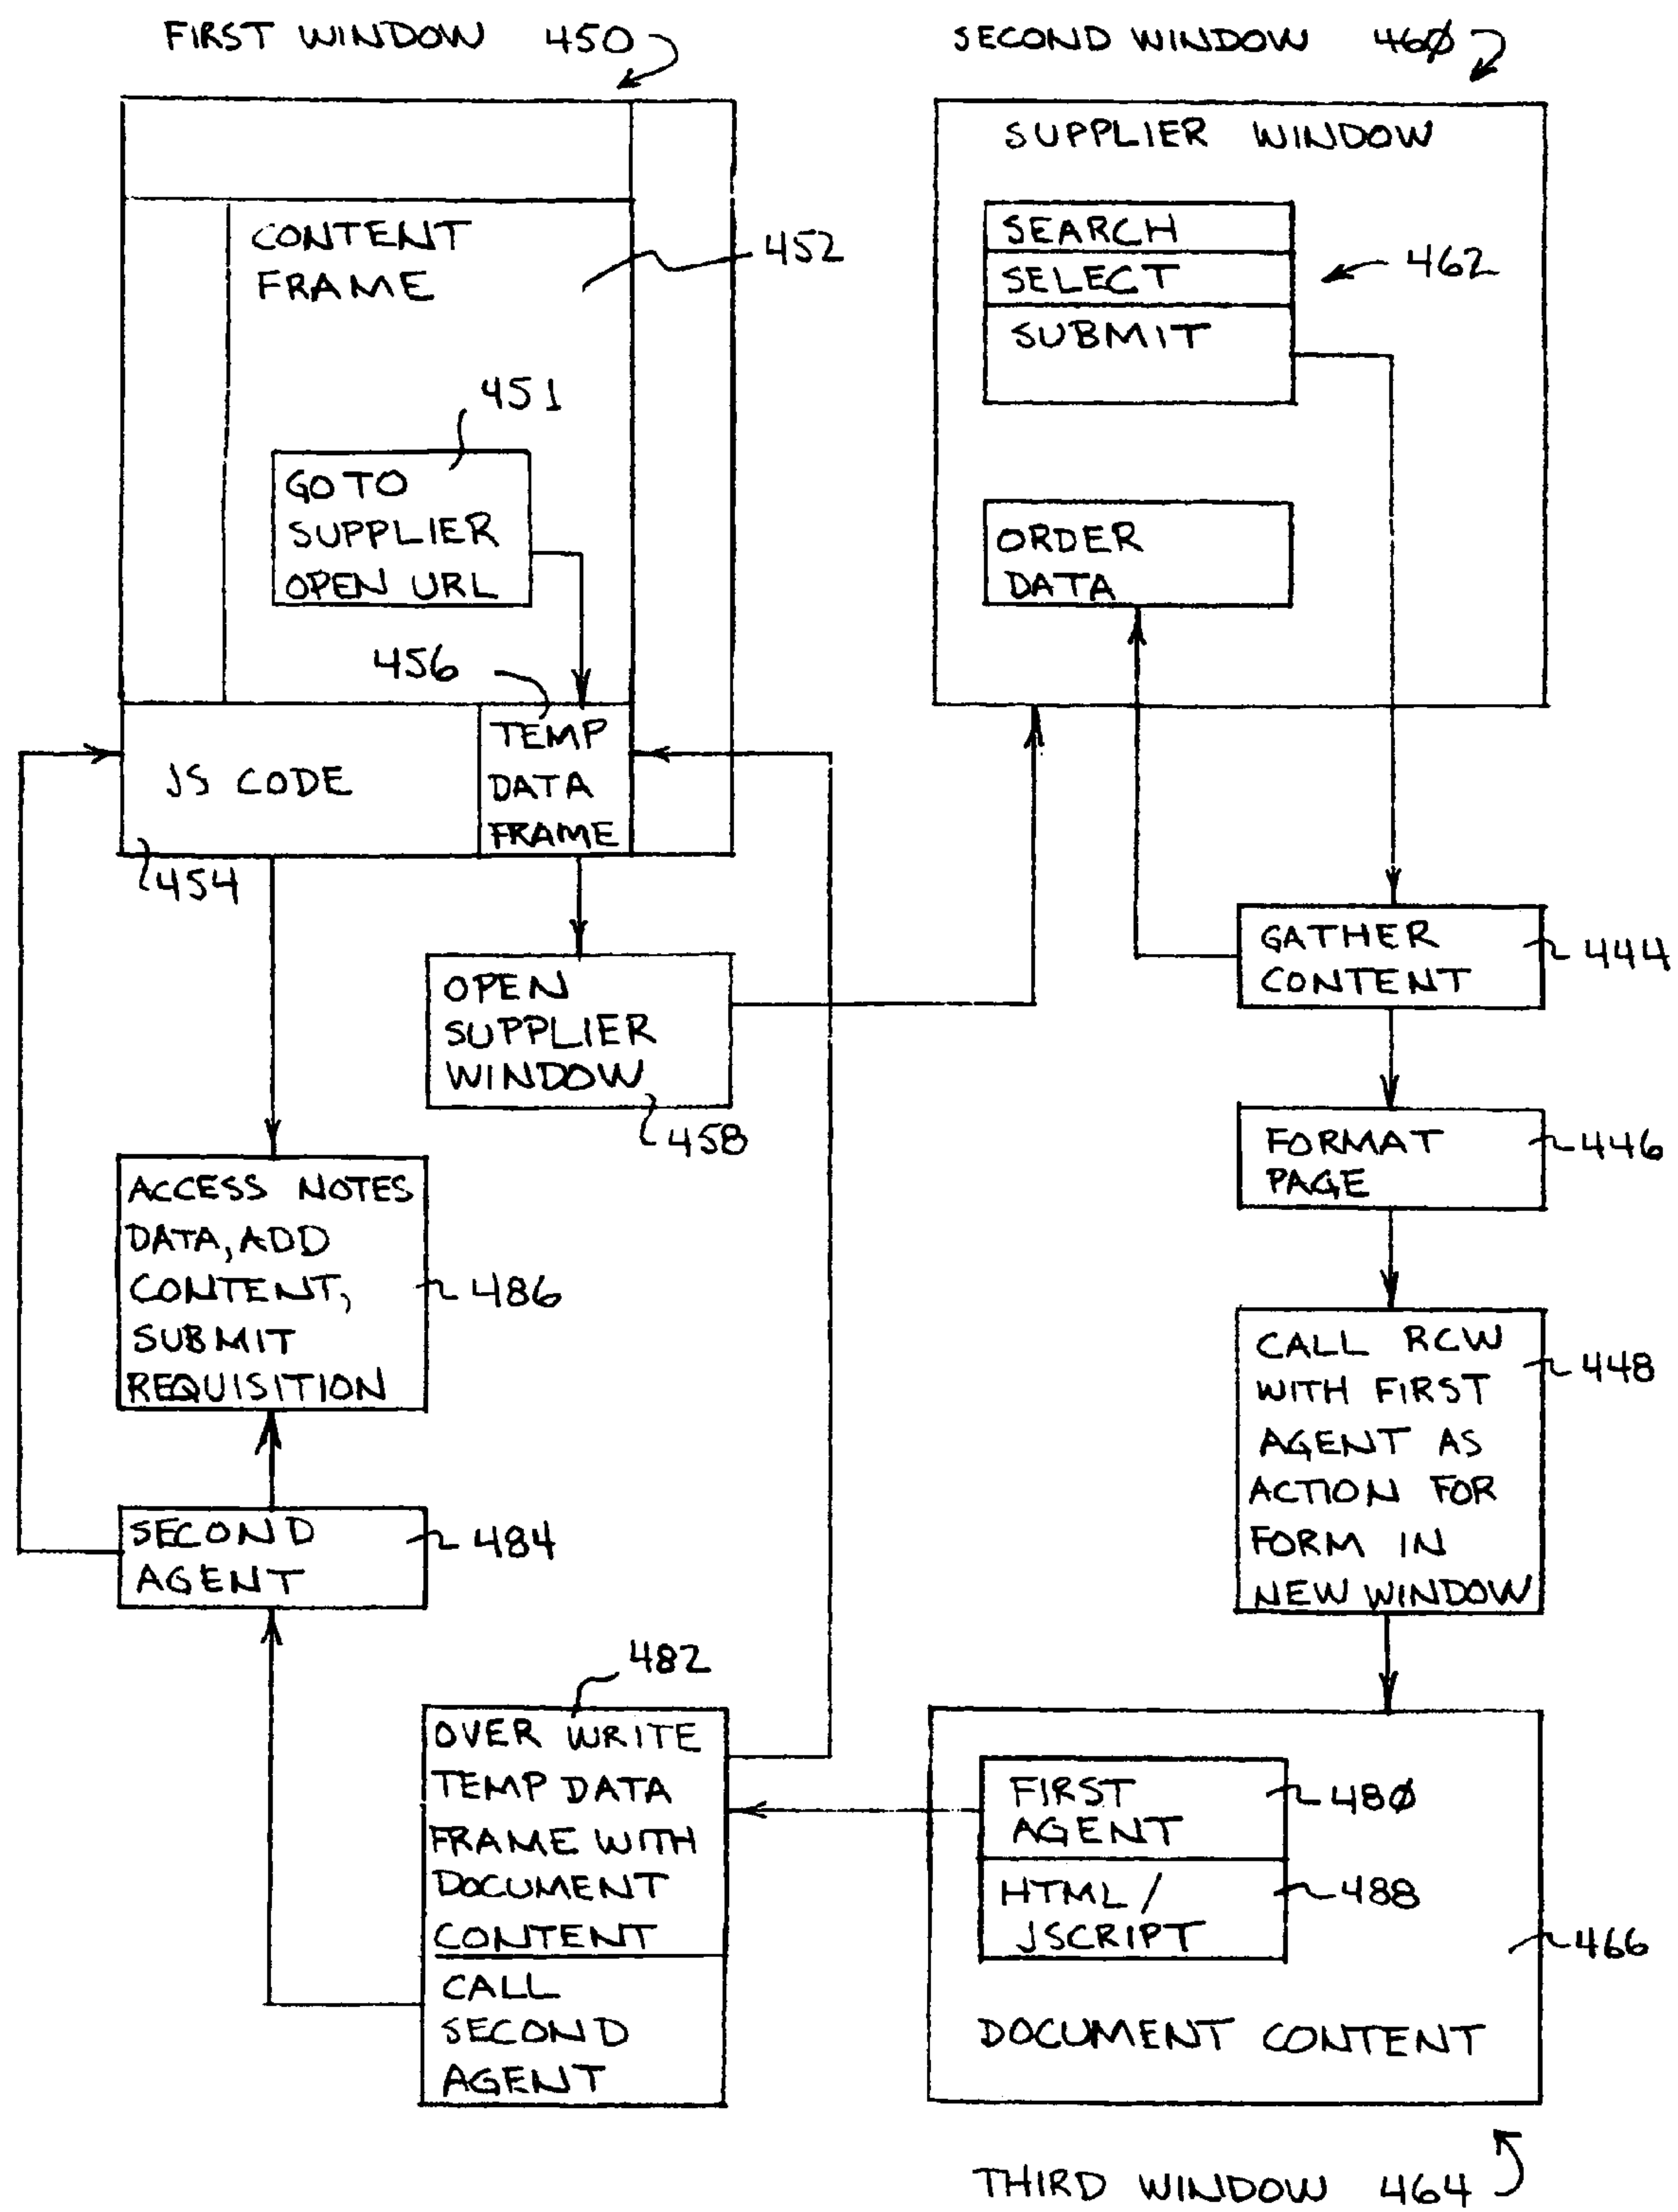 FIRST WINDOW 450
CONTENT
FRAME
452
451
GO TO
SUPPLIER
OPEN URL
456
TEMP
DATA
FRAME
JS CODE
454
OPEN
SUPPLIER
WINDOW
458
ACCESS NOTES
DATA, ADD
CONTENT,
SUBMIT
REQUISITION
486
SECOND
AGENT
484
482
OVER WRITE
TEMP DATA
FRAME WITH
DOCUMENT
CONTENT
CALL
SECOND
AGENT
SECOND WINDOW 46Ø
SUPPLIER WINDOW
SEARCH
SELECT
SUBMIT
462
ORDER
DATA
GATHER
CONTENT
444
FORMAT
PAGE
446
CALL RCW
WITH FIRST
AGENT AS
ACTION FOR
FORM IN
NEW WINDOW
448
FIRST
AGENT
48Ø
HTML/
JSCRIPT
488
466
DOCUMENT CONTENT
THIRD WINDOW 464